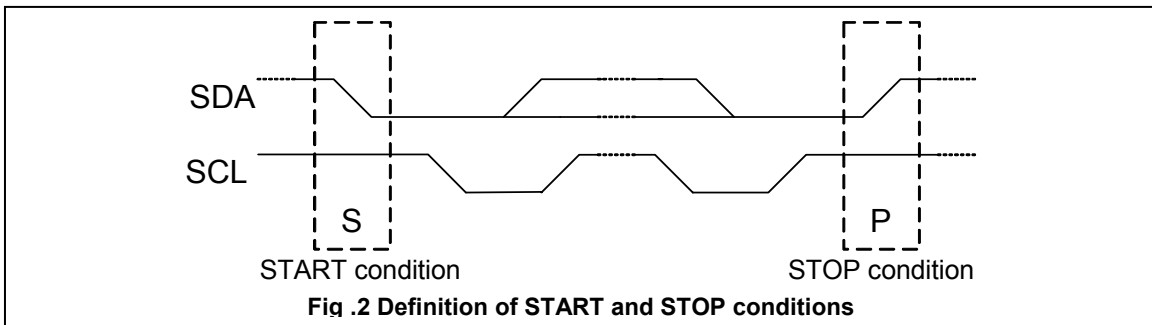 SDA
SCL
S
P
START condition
STOP condition
Fig .2 Definition of START and STOP conditions